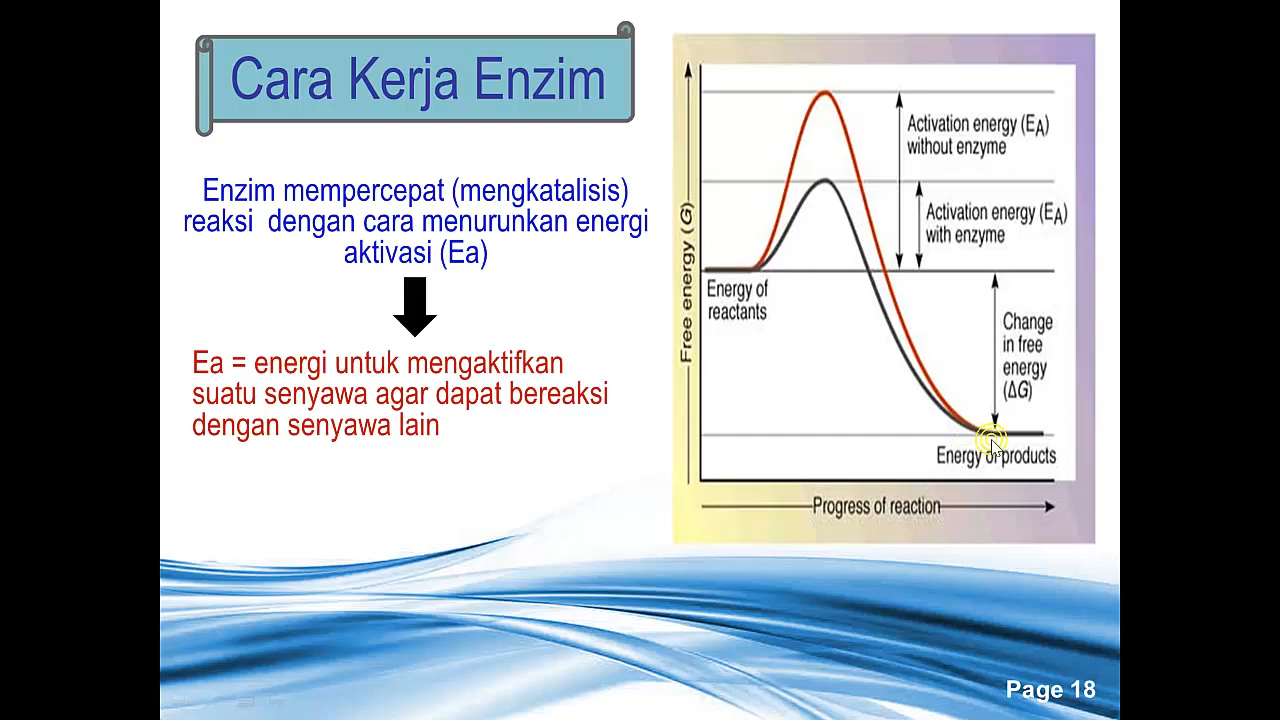 Cara Kerja Enzim
Enzim mempercepat (mengkatalisis)
reaksi dengan cara menurunkan energi
aktivasi (Ea)
Ea = energi untuk mengaktifkan
suatu senyawa agar dapat bereaksi
dengan senyawa lain
Free energy (G)
Activation energy (EA)
without enzyme
Activation energy (EA)
with enzyme
Energy of
reactants
Change
in free
energy
(ΔG)
Energy of products
Progress of reaction
Page 18